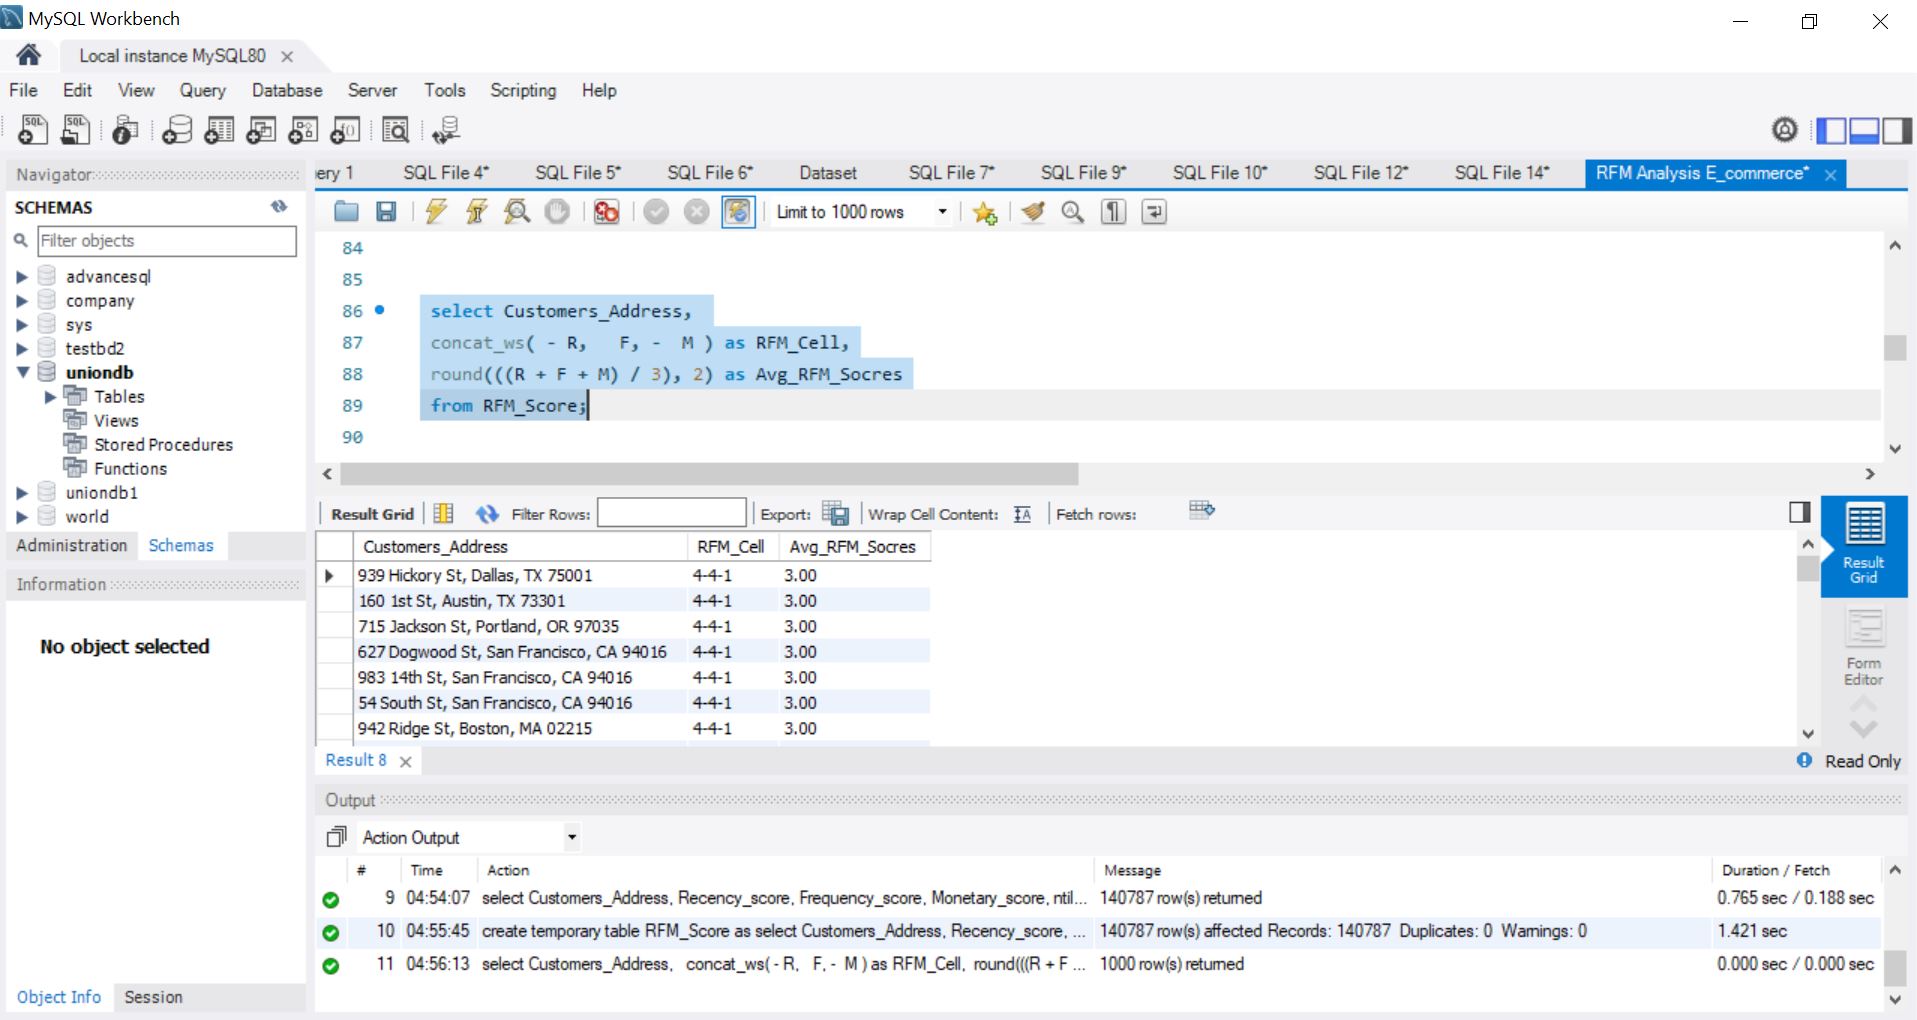 MySQL Workbench
Local instance MySQL80
File Edit View Query Database Server Tools Scripting Help
Navigator
SCHEMAS
Filter objects
advancesql
company
sys
testbd2
uniondb
Tables
Views
Stored Procedures
Functions
uniondb1
world
Administration Schemas
Information
No object selected
Object Info Session
ery 1 SQL File 4* SQL File 5* SQL File 6* Dataset SQL File 7* SQL File 9* SQL File 10* SQL File 12* SQL File 14* RFM Analysis E_commerce*
Limit to 1000 rows
84
85
86 select Customers_Address,
87 concat_ws( - R,   F, -  M ) as RFM_Cell,
88 round(((R + F + M) / 3), 2) as Avg_RFM_Socres
89 from RFM_Score;
90
Result Grid Filter Rows: Export: Wrap Cell Content: Fetch rows:
Customers_Address RFM_Cell Avg_RFM_Socres
939 Hickory St, Dallas, TX 75001 4-4-1 3.00
160 1st St, Austin, TX 73301 4-4-1 3.00
715 Jackson St, Portland, OR 97035 4-4-1 3.00
627 Dogwood St, San Francisco, CA 94016 4-4-1 3.00
983 14th St, San Francisco, CA 94016 4-4-1 3.00
54 South St, San Francisco, CA 94016 4-4-1 3.00
942 Ridge St, Boston, MA 02215 4-4-1 3.00
Result Grid
Form Editor
Result 8
Read Only
Output
Action Output
# Time Action Message Duration / Fetch
9 04:54:07 select Customers_Address, Recency_score, Frequency_score, Monetary_score, ntil... 140787 row(s) returned 0.765 sec / 0.188 sec
10 04:55:45 create temporary table RFM_Score as select Customers_Address, Recency_score, ... 140787 row(s) affected Records: 140787 Duplicates: 0 Warnings: 0 1.421 sec
11 04:56:13 select Customers_Address, concat_ws( - R, F, - M ) as RFM_Cell, round(((R + F ... 1000 row(s) returned 0.000 sec / 0.000 sec